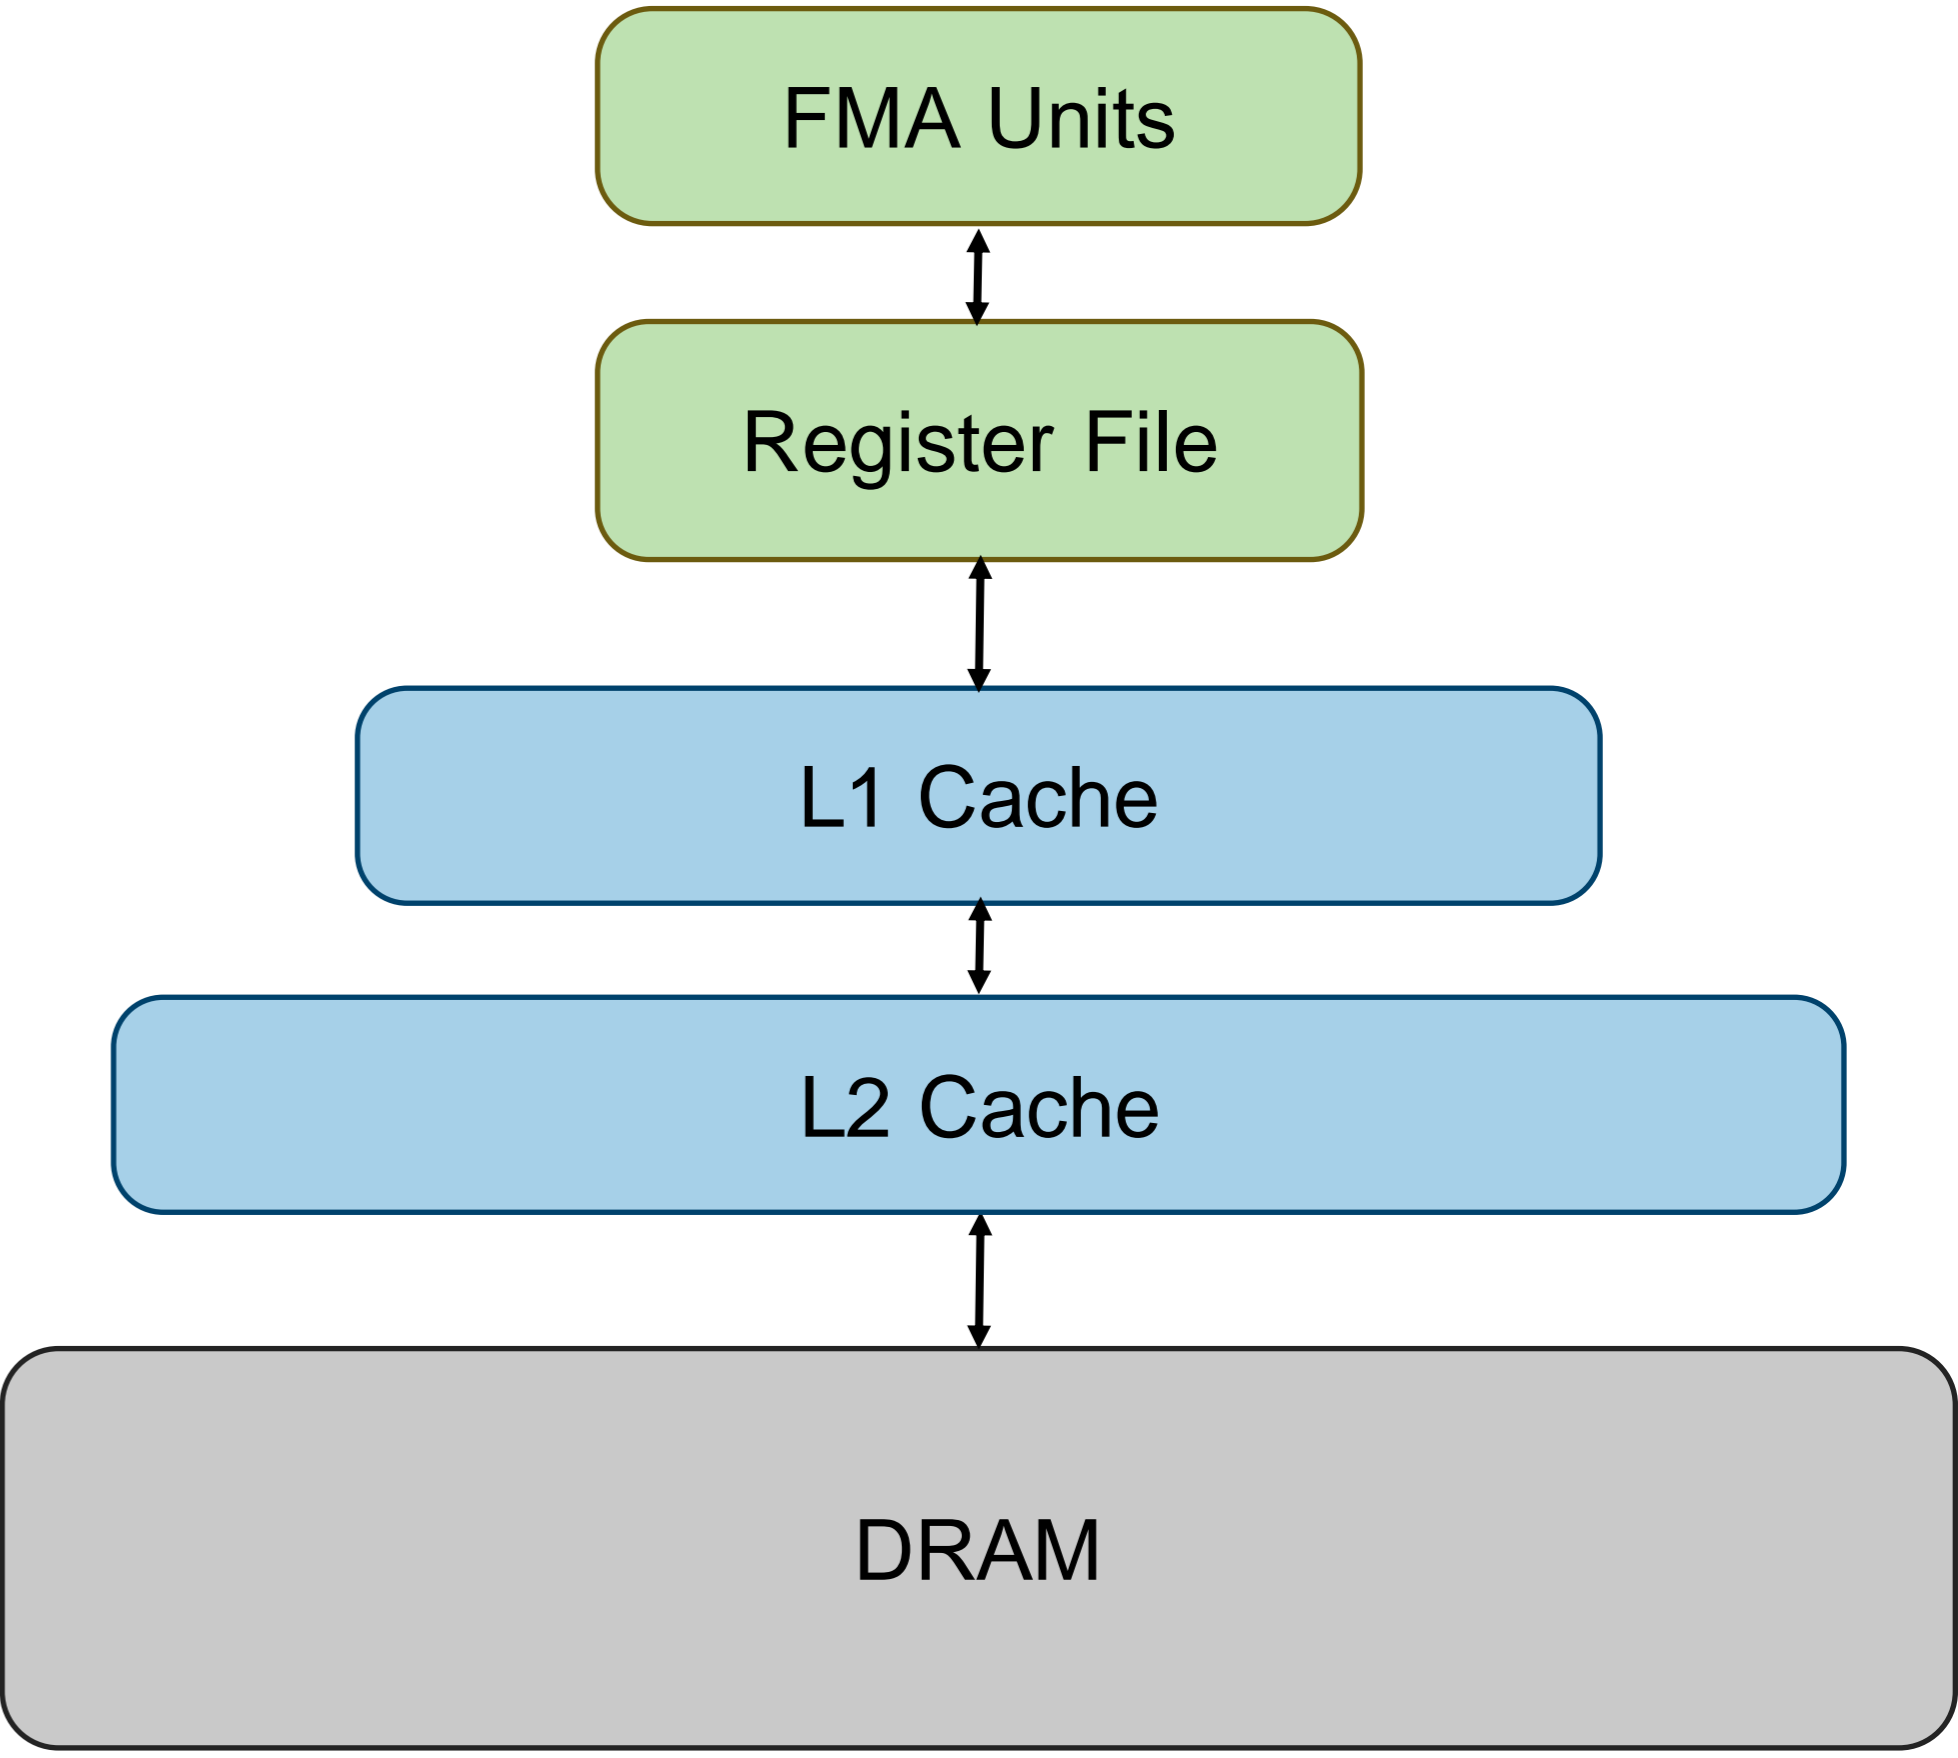 FMA Units
Register File
L1 Cache
L2 Cache
DRAM